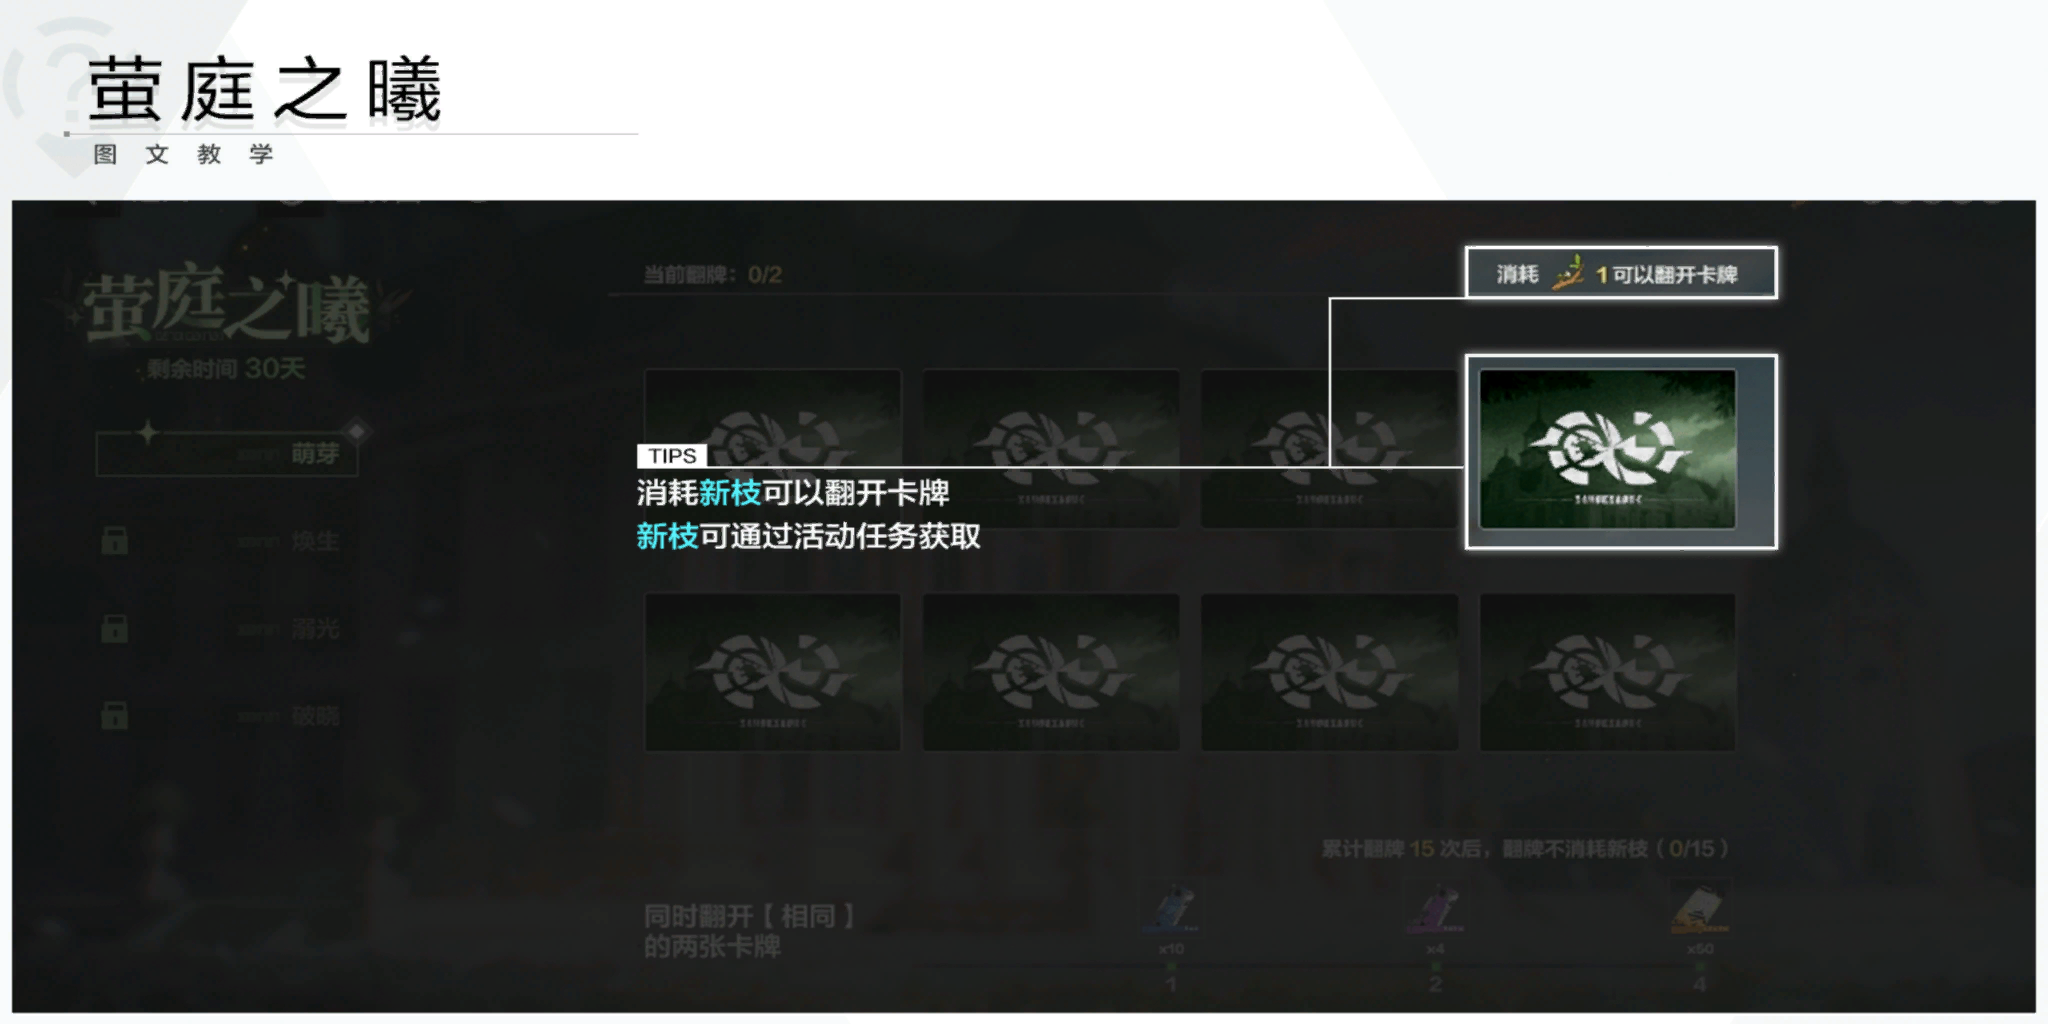 萤庭之曦
图文教学
萤庭之曦
剩余时间 30天
萌芽
焕生
溺光
破晓
当前翻牌：0/2
消耗 1可以翻开卡牌
TIPS
消耗新枝可以翻开卡牌
新枝可通过活动任务获取
累计翻牌 15 次后，翻牌不消耗新枝（0/15）
同时翻开【相同】
的两张卡牌
x10
x4
x50
1
2
4